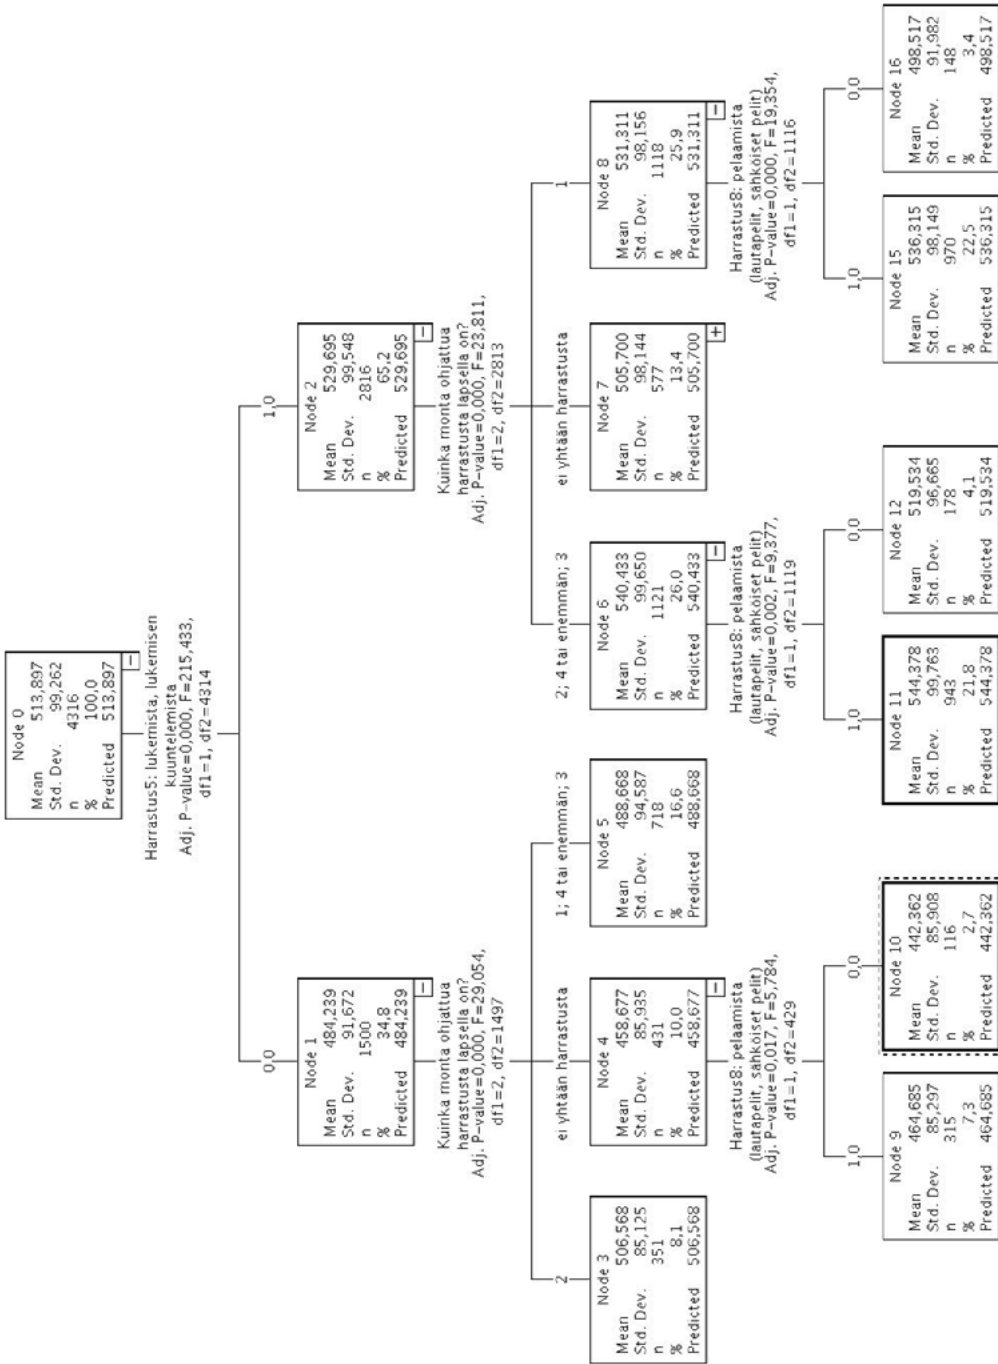 Node 0
Mean 513,897
Std. Dev. 99,262
n 4316
% 100,0
Predicted 513,897
−
Harrastus5: lukemista, lukemisen
kuuntelemista
Adj. P-value=0,000, F=215,433,
df1=1, df2=4314
0,0
1,0
Node 1
Mean 484,239
Std. Dev. 91,672
n 1500
% 34,8
Predicted 484,239
−
Kuinka monta ohjattua
harrastusta lapsella on?
Adj. P-value=0,000, F=29,054,
df1=2, df2=1497
Node 2
Mean 529,695
Std. Dev. 99,548
n 2816
% 65,2
Predicted 529,695
−
Kuinka monta ohjattua
harrastusta lapsella on?
Adj. P-value=0,000, F=23,811,
df1=2, df2=2813
2
ei yhtään harrastusta
1; 4 tai enemmän; 3
2; 4 tai enemmän; 3
ei yhtään harrastusta
1
Node 3
Mean 506,568
Std. Dev. 85,125
n 351
% 8,1
Predicted 506,568
Node 4
Mean 458,677
Std. Dev. 85,935
n 431
% 10,0
Predicted 458,677
−
Harrastus8: pelaamista
(lautapelit, sähköiset pelit)
Adj. P-value=0,017, F=5,784,
df1=1, df2=429
Node 5
Mean 488,668
Std. Dev. 94,587
n 718
% 16,6
Predicted 488,668
Node 6
Mean 540,433
Std. Dev. 99,650
n 1121
% 26,0
Predicted 540,433
−
Harrastus8: pelaamista
(lautapelit, sähköiset pelit)
Adj. P-value=0,002, F=9,377,
df1=1, df2=1119
Node 7
Mean 505,700
Std. Dev. 98,144
n 577
% 13,4
Predicted 505,700
+
Node 8
Mean 531,311
Std. Dev. 98,156
n 1118
% 25,9
Predicted 531,311
−
Harrastus8: pelaamista
(lautapelit, sähköiset pelit)
Adj. P-value=0,000, F=19,354,
df1=1, df2=1116
1,0
0,0
1,0
0,0
1,0
0,0
Node 9
Mean 464,685
Std. Dev. 85,297
n 315
% 7,3
Predicted 464,685
Node 10
Mean 442,362
Std. Dev. 85,908
n 116
% 2,7
Predicted 442,362
Node 11
Mean 544,378
Std. Dev. 99,763
n 943
% 21,8
Predicted 544,378
Node 12
Mean 519,534
Std. Dev. 96,665
n 178
% 4,1
Predicted 519,534
Node 15
Mean 536,315
Std. Dev. 98,149
n 970
% 22,5
Predicted 536,315
Node 16
Mean 498,517
Std. Dev. 91,982
n 148
% 3,4
Predicted 498,517